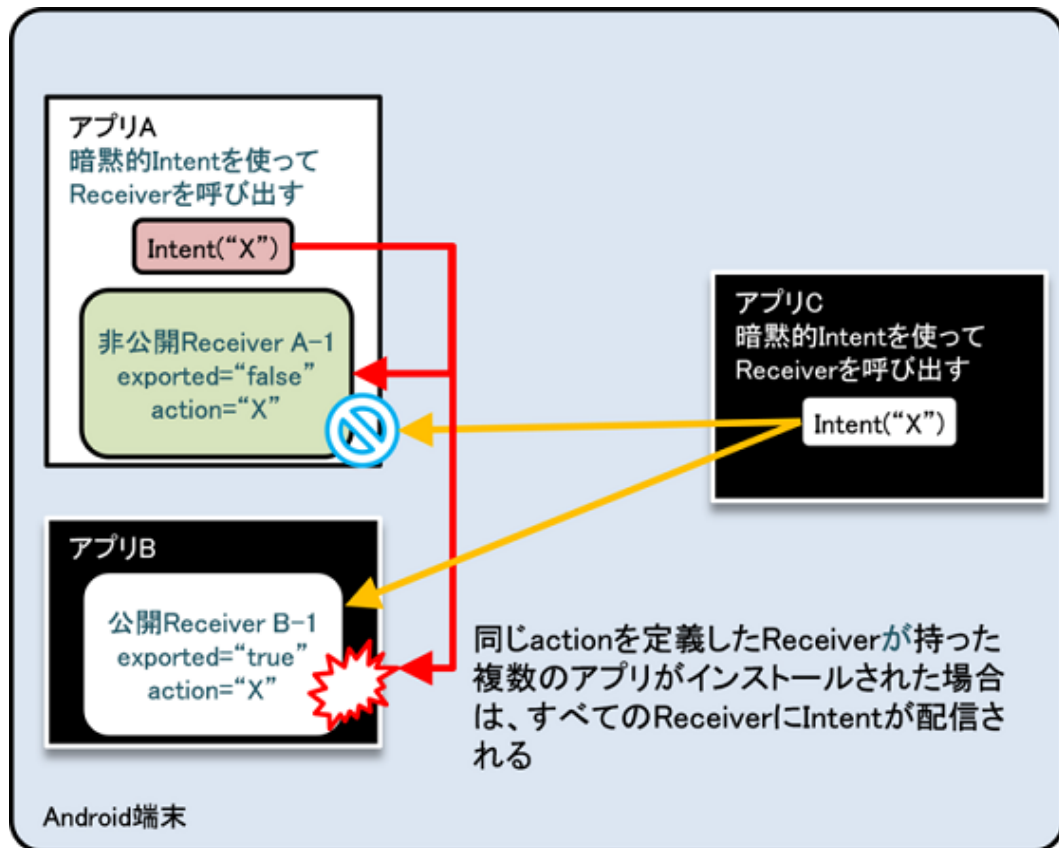 アプリA
暗黙的Intentを使って
Receiverを呼び出す
Intent(“X”)
非公開Receiver A-1
exported=“false”
action=“X”
アプリC
暗黙的Intentを使って
Receiverを呼び出す
Intent(“X”)
アプリB
公開Receiver B-1
exported=“true”
action=“X”
同じactionを定義したReceiverが持った
複数のアプリがインストールされた場合
は、すべてのReceiverにIntentが配信さ
れる
Android端末